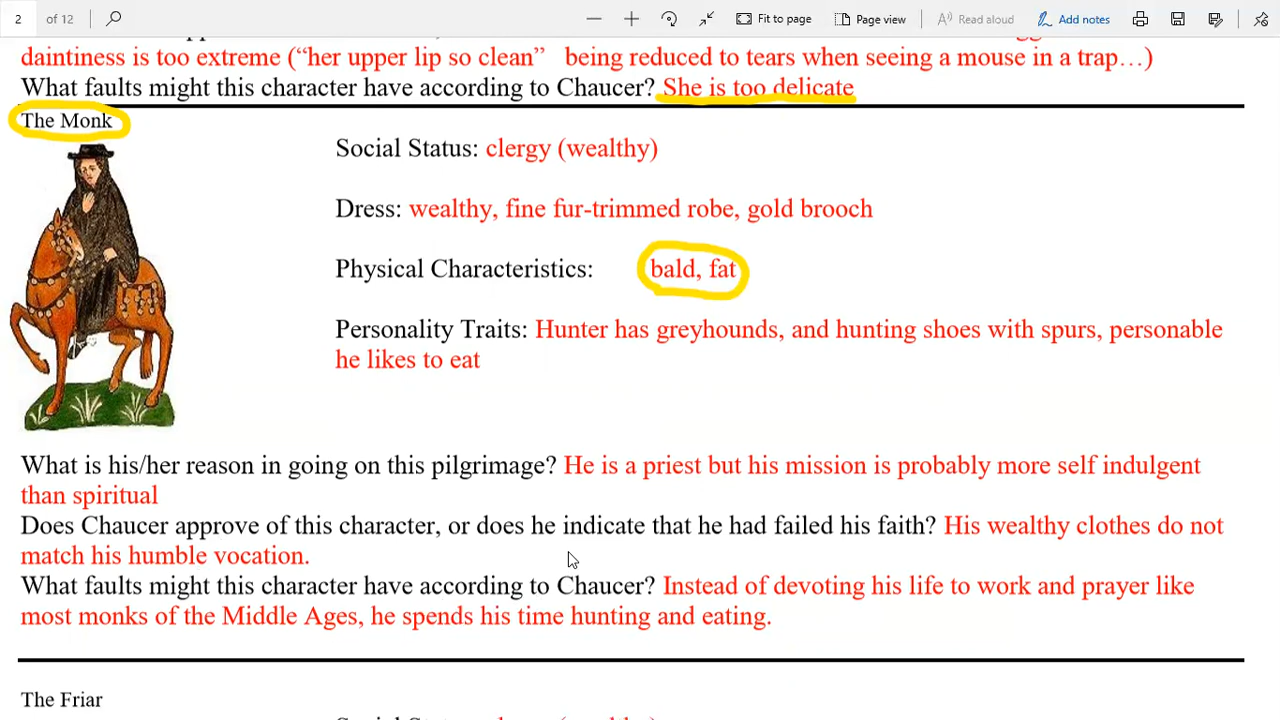 2 of 12 Fit to page Page view Read aloud Add notes
daintiness is too extreme (“her upper lip so clean” being reduced to tears when seeing a mouse in a trap…)
What faults might this character have according to Chaucer? She is too delicate
The Monk
Social Status: clergy (wealthy)
Dress: wealthy, fine fur-trimmed robe, gold brooch
Physical Characteristics: bald, fat
Personality Traits: Hunter has greyhounds, and hunting shoes with spurs, personable
he likes to eat
What is his/her reason in going on this pilgrimage? He is a priest but his mission is probably more self indulgent
than spiritual
Does Chaucer approve of this character, or does he indicate that he had failed his faith? His wealthy clothes do not
match his humble vocation.
What faults might this character have according to Chaucer? Instead of devoting his life to work and prayer like
most monks of the Middle Ages, he spends his time hunting and eating.
The Friar